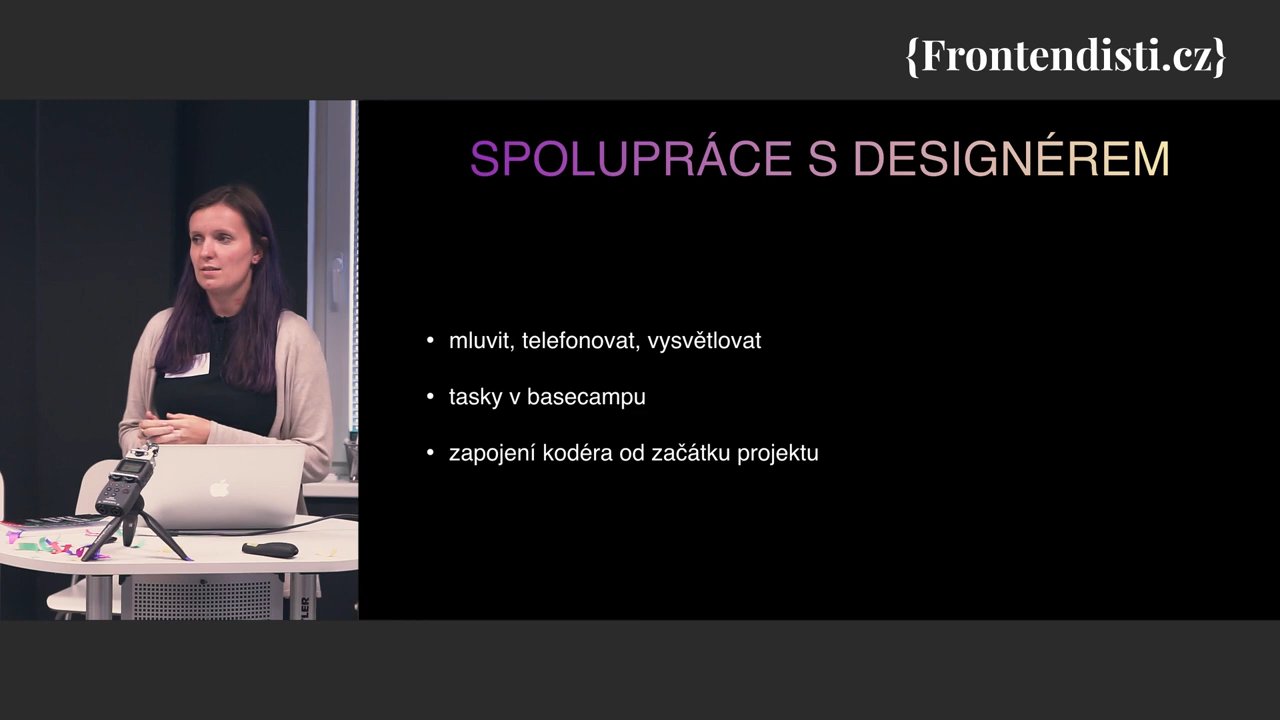 {Frontendisti.cz}
SPOLUPRÁCE S DESIGNÉREM
• mluvit, telefonovat, vysvětlovat
• tasky v basecampu
• zapojení kodéra od začátku projektu